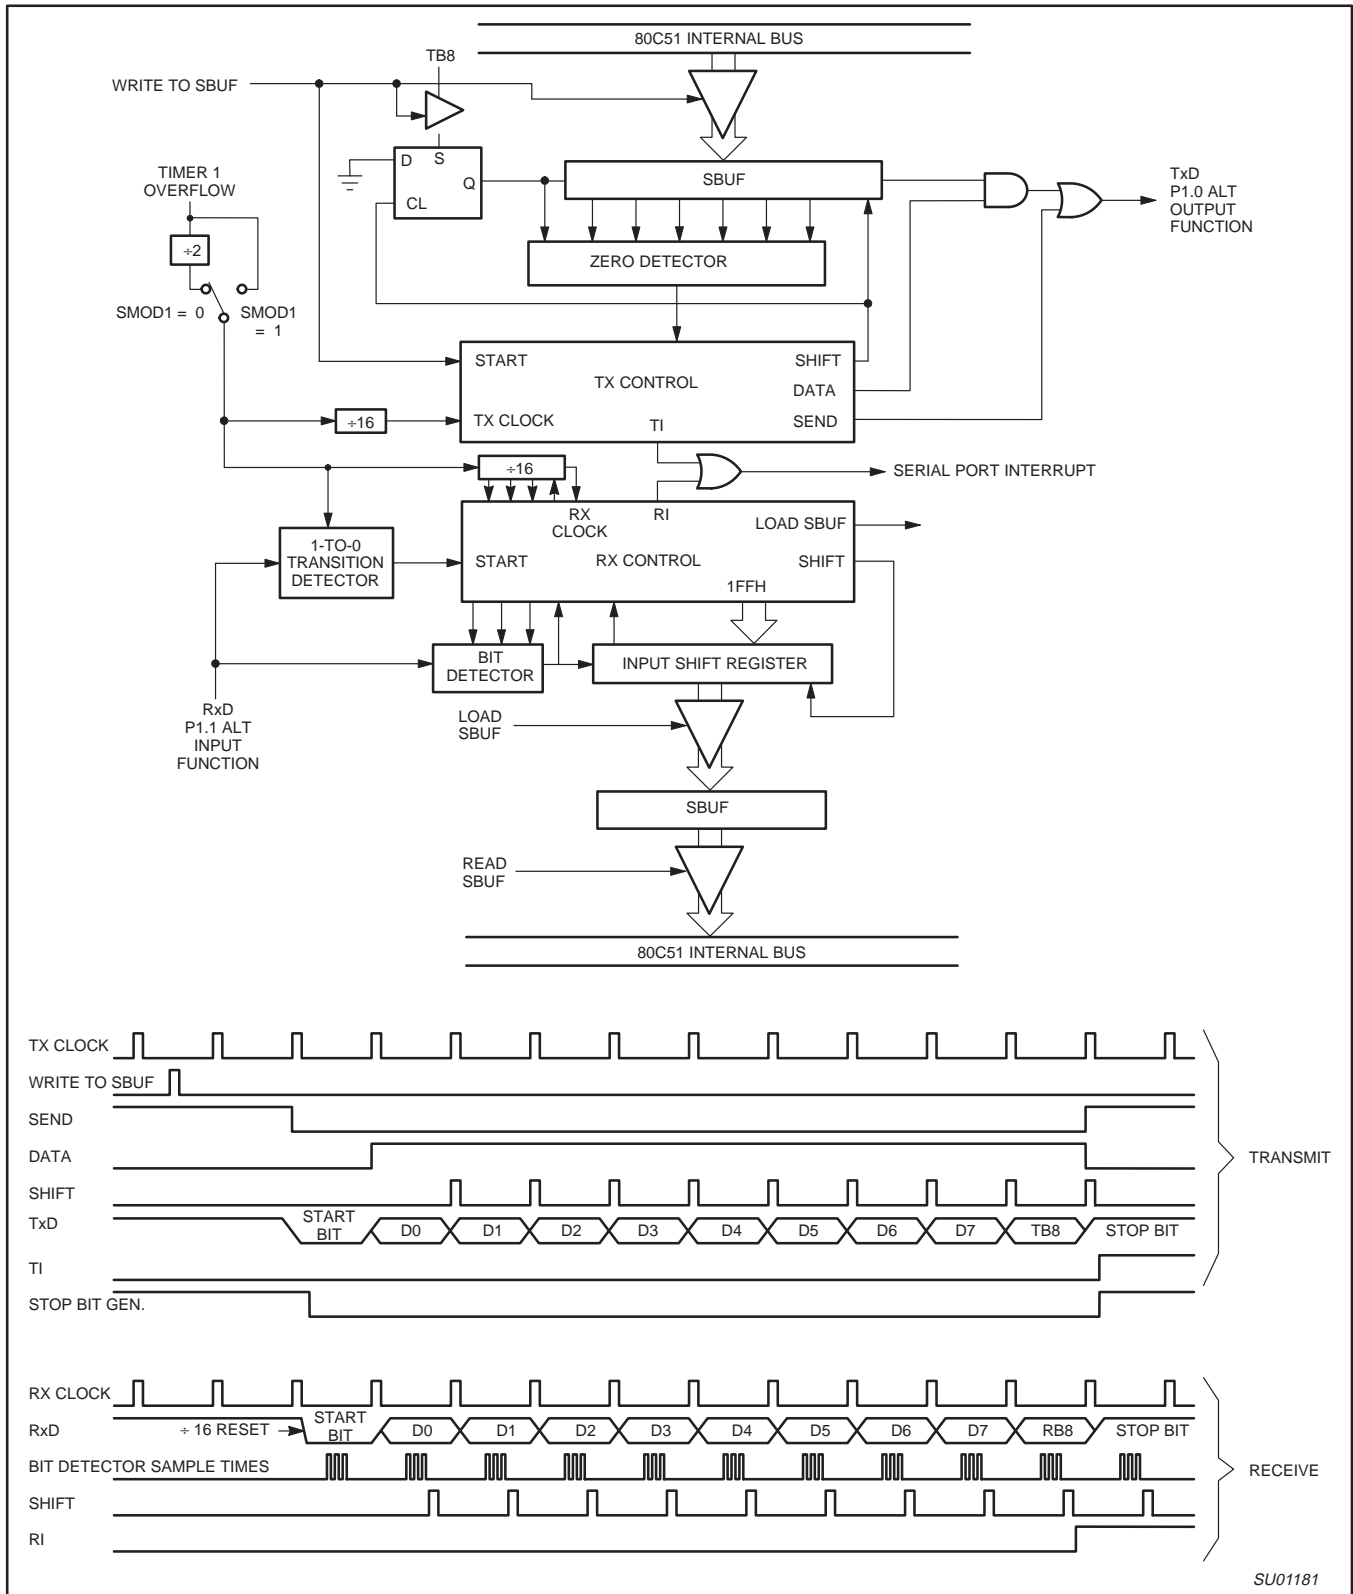 80C51 INTERNAL BUS
TB8
WRITE TO SBUF
TIMER 1
OVERFLOW
÷2
SMOD1 = 0
SMOD1
= 1
D
S
Q
CL
SBUF
ZERO DETECTOR
TxD
P1.0 ALT
OUTPUT
FUNCTION
START
SHIFT
TX CONTROL
DATA
÷16
TX CLOCK
TI
SEND
÷16
SERIAL PORT INTERRUPT
RX
CLOCK
RI
LOAD SBUF
1-TO-0
TRANSITION
DETECTOR
START
RX CONTROL
SHIFT
1FFH
BIT
DETECTOR
INPUT SHIFT REGISTER
RxD
P1.1 ALT
INPUT
FUNCTION
LOAD
SBUF
SBUF
READ
SBUF
80C51 INTERNAL BUS
TX CLOCK
WRITE TO SBUF
SEND
DATA
TRANSMIT
SHIFT
TxD
START
BIT
D0 D1 D2 D3 D4 D5 D6 D7 TB8 STOP BIT
TI
STOP BIT GEN.
RX CLOCK
RxD
÷ 16 RESET
START
BIT
D0 D1 D2 D3 D4 D5 D6 D7 RB8 STOP BIT
BIT DETECTOR SAMPLE TIMES
RECEIVE
SHIFT
RI
SU01181